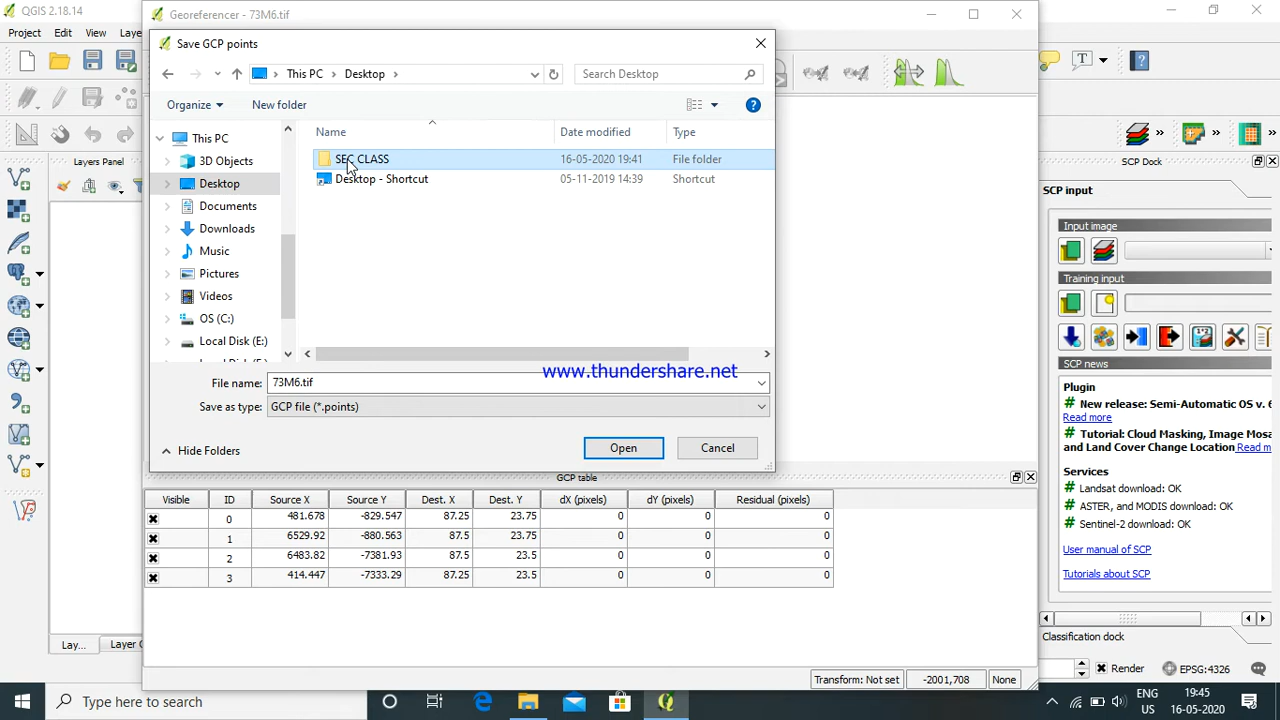 QGIS 2.18.14
Georeferencer - 73M6.tif
Project
Edit
View
Laye
Save GCP points
This PC
Desktop
Search Desktop
Organize
New folder
Name
Date modified
Type
This PC
3D Objects
Desktop
Documents
Downloads
Music
Pictures
Videos
OS (C:)
Local Disk (E:)
SEC CLASS
16-05-2020 19:41
File folder
Desktop - Shortcut
05-11-2019 14:39
Shortcut
Layers Panel
www.thundershare.net
File name:
73M6.tif
Save as type:
GCP file (*.points)
Hide Folders
Open
Cancel
GCP table
Visible ID Source X Source Y Dest. X Dest. Y dX (pixels) dY (pixels) Residual (pixels)
0 481.678 -829.547 87.25 23.75 0 0 0
1 6529.92 -880.563 87.5 23.75 0 0 0
2 6483.82 -7381.93 87.5 23.5 0 0 0
3 414.447 -7333.29 87.25 23.5 0 0 0
SCP Dock
SCP input
Input image
Training input
SCP news
Plugin
# New release: Semi-Automatic OS v. 6
Read more
# Tutorial: Cloud Masking, Image Mosa
and Land Cover Change Location Read m
Services
# Landsat download: OK
# ASTER, and MODIS download: OK
# Sentinel-2 download: OK
User manual of SCP
Tutorials about SCP
Classification dock
Lay...
Layer O
Transform: Not set
-2001,708
None
Render
EPSG:4326
Type here to search
ENG
US
19:45
16-05-2020